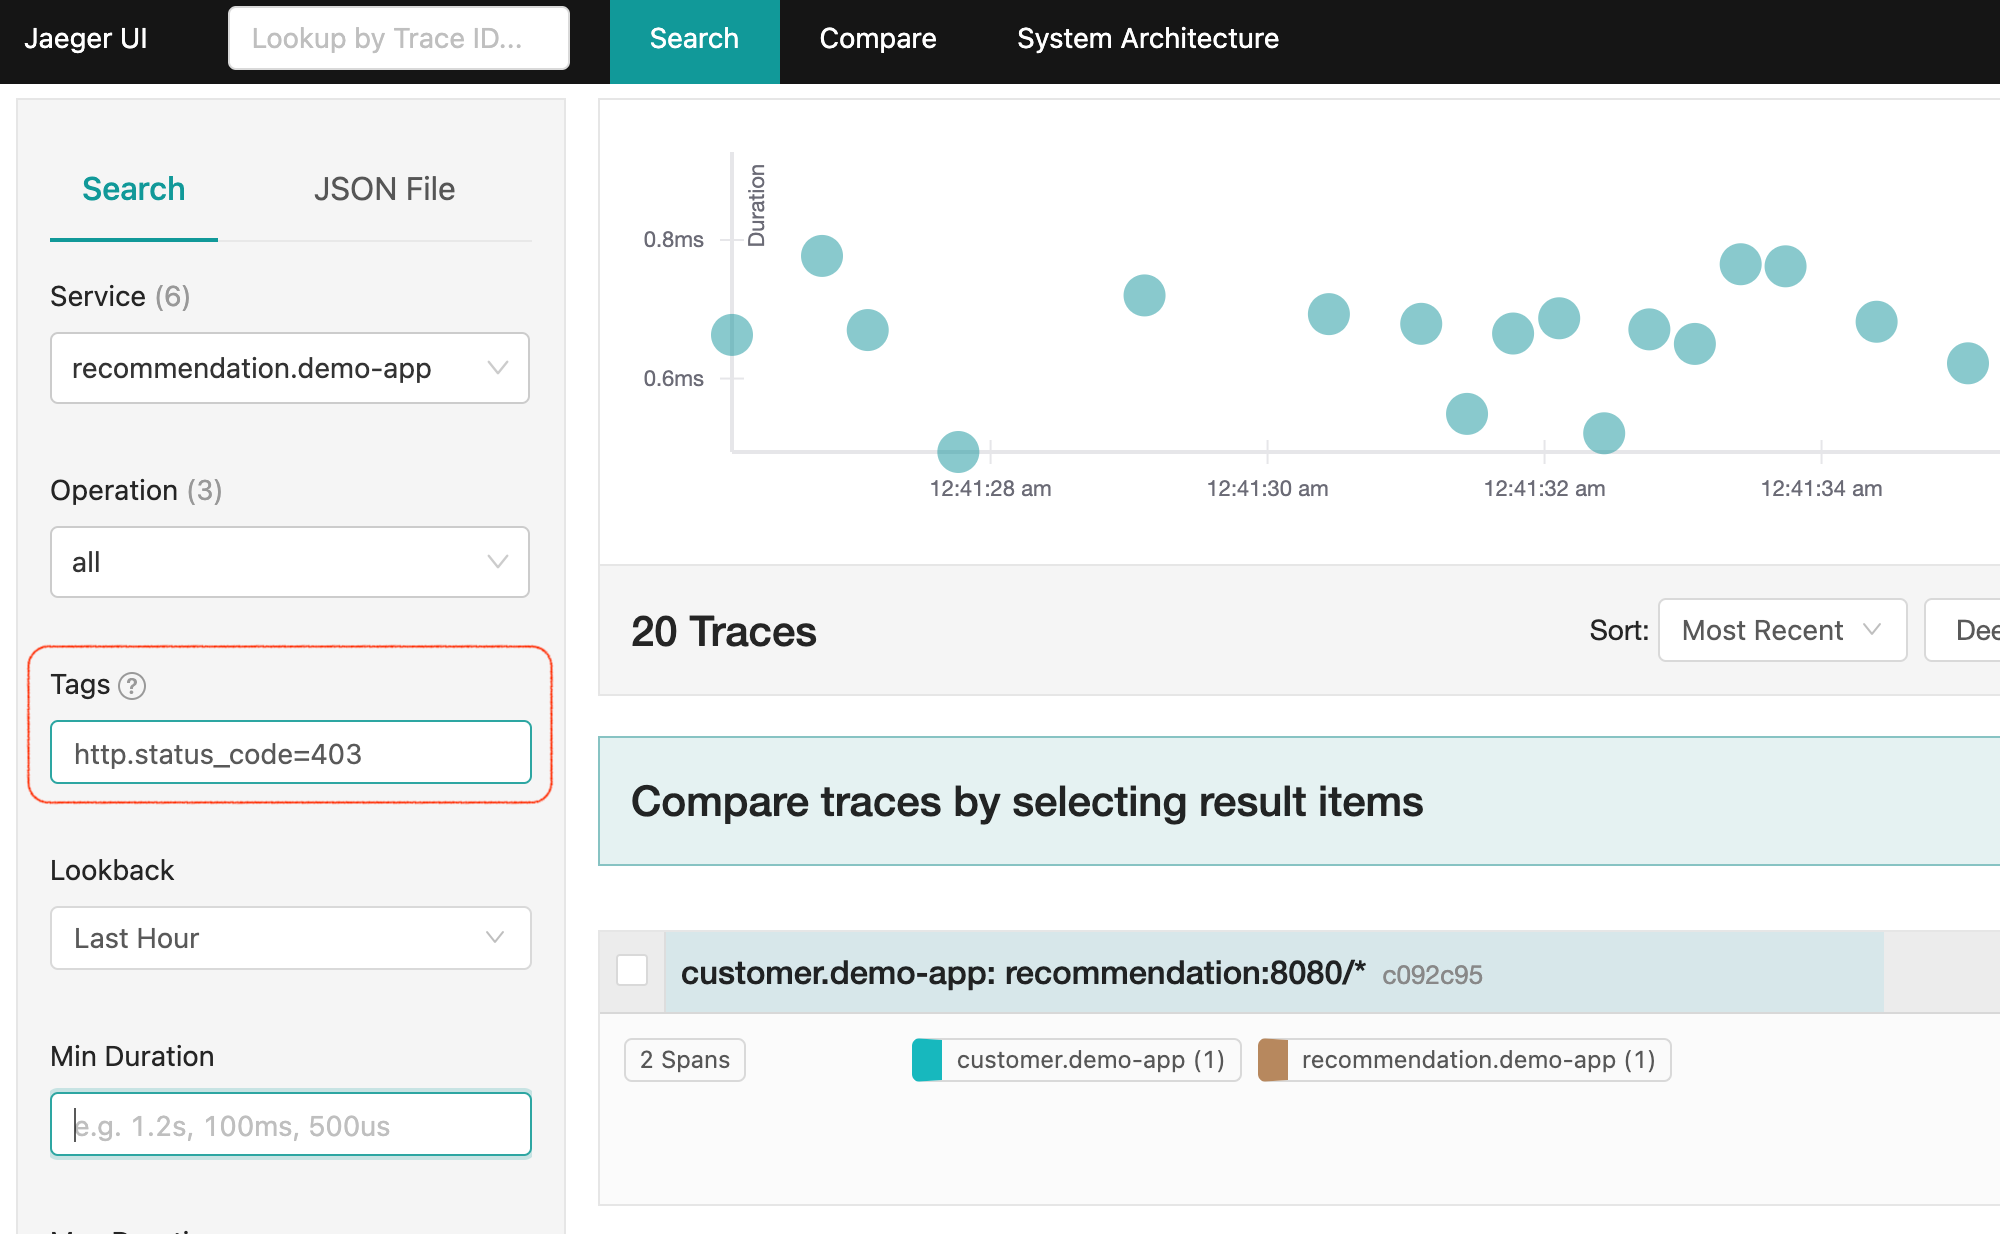 Jaeger UI
Lookup by Trace ID...
Search
Compare
System Architecture
Search
JSON File
Service (6)
recommendation.demo-app
Operation (3)
all
Tags ?
http.status_code=403
Lookback
Last Hour
Min Duration
e.g. 1.2s, 100ms, 500us
Duration
0.8ms
0.6ms
12:41:28 am
12:41:30 am
12:41:32 am
12:41:34 am
20 Traces
Sort:
Most Recent
Dee
Compare traces by selecting result items
customer.demo-app: recommendation:8080/* c092c95
2 Spans
customer.demo-app (1)
recommendation.demo-app (1)